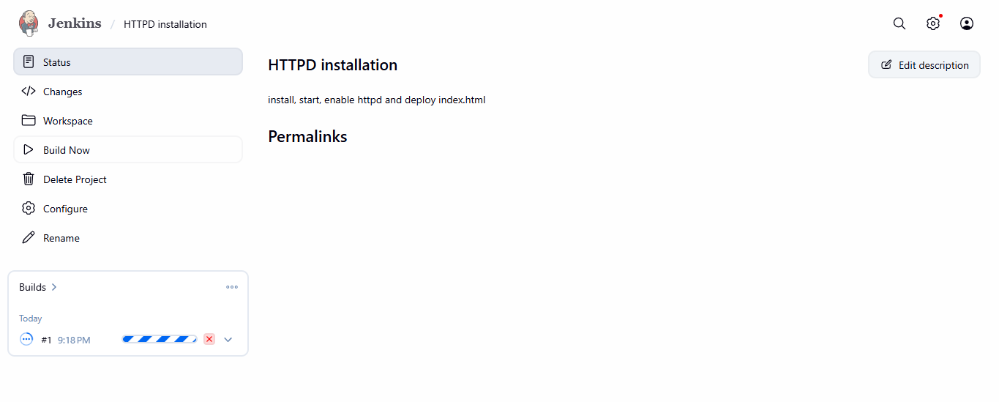 Jenkins / HTTPD installation
Status
Changes
Workspace
Build Now
Delete Project
Configure
Rename
Builds
Today
#1 9:18 PM
HTTPD installation
Edit description
install, start, enable httpd and deploy index.html
Permalinks